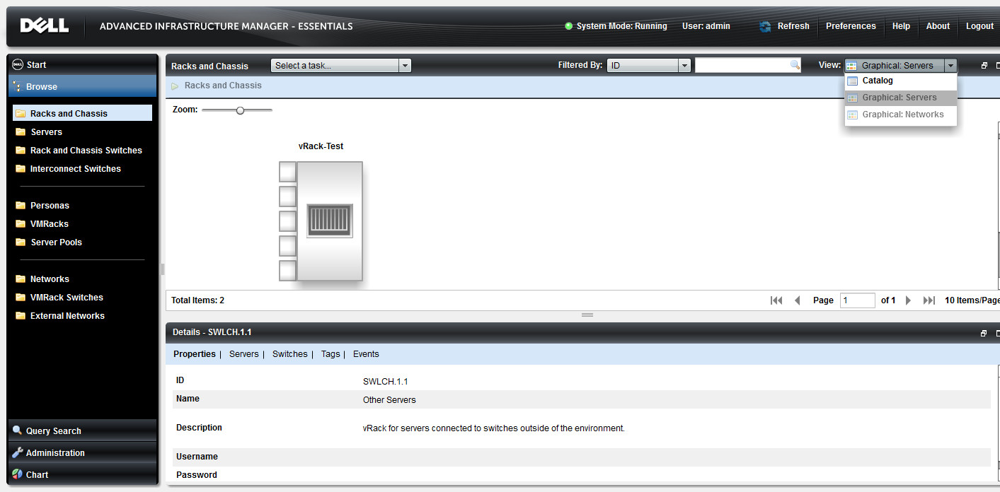 DELL
ADVANCED INFRASTRUCTURE MANAGER - ESSENTIALS
System Mode: Running User: admin Refresh Preferences Help About Logout
Start
Browse
Racks and Chassis
Servers
Rack and Chassis Switches
Interconnect Switches
Personas
VMRacks
Server Pools
Networks
VMRack Switches
External Networks
Query Search
Administration
Chart
Racks and Chassis Select a task... Filtered By: ID View: Graphical: Servers
Catalog
Graphical: Servers
Graphical: Networks
Racks and Chassis
Zoom:
vRack-Test
Total Items: 2 Page 1 of 1 10 Items/Page
Details - SWLCH.1.1
Properties | Servers | Switches | Tags | Events
ID SWLCH.1.1
Name Other Servers
Description vRack for servers connected to switches outside of the environment.
Username
Password